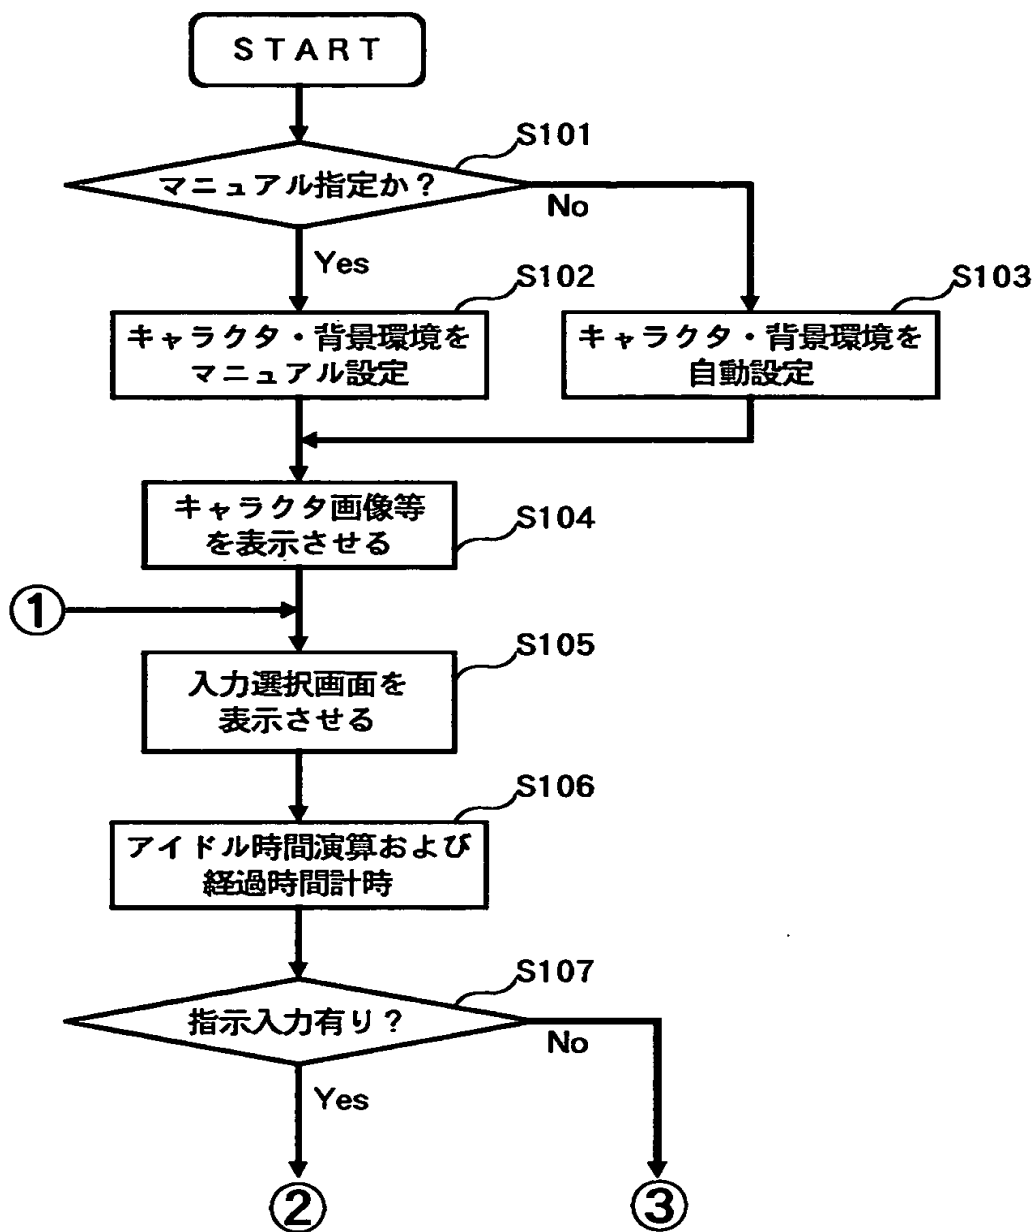 START
S101
マニュアル指定か？
No
Yes
S102
S103
キャラクタ・背景環境を
マニュアル設定
キャラクタ・背景環境を
自動設定
キャラクタ画像等
を表示させる
S104
①
S105
入力選択画面を
表示させる
S106
アイドル時間演算および
経過時間計時
S107
指示入力有り？
No
Yes
②
③